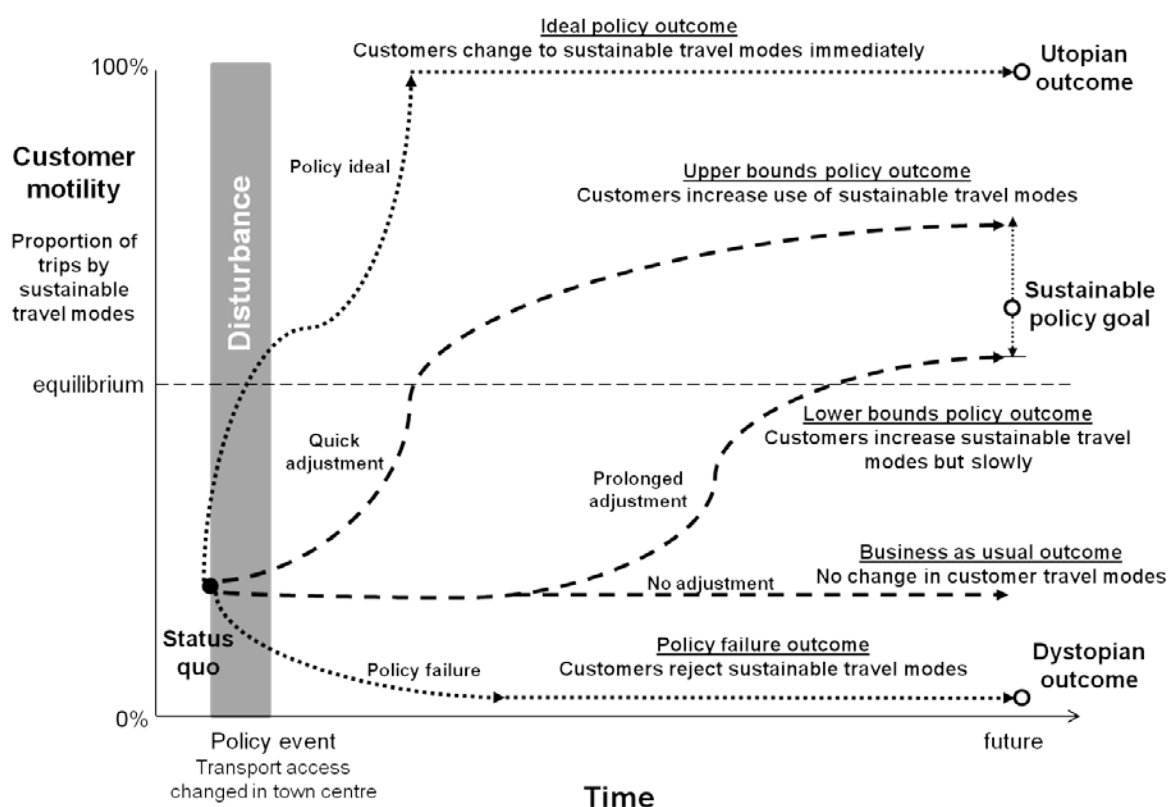 Ideal policy outcome
Customers change to sustainable travel modes immediately
100%
Utopian
outcome
Customer
motility
Proportion of
trips by
sustainable
travel modes
Disturbance
Policy ideal
Upper bounds policy outcome
Customers increase use of sustainable travel modes
Sustainable
policy goal
equilibrium
Quick
adjustment
Lower bounds policy outcome
Customers increase sustainable travel
modes but slowly
Prolonged
adjustment
Business as usual outcome
No change in customer travel modes
No adjustment
Status
quo
Policy failure
Policy failure outcome
Customers reject sustainable travel modes
Dystopian
outcome
0%
Policy event
Transport access
changed in town centre
future
Time